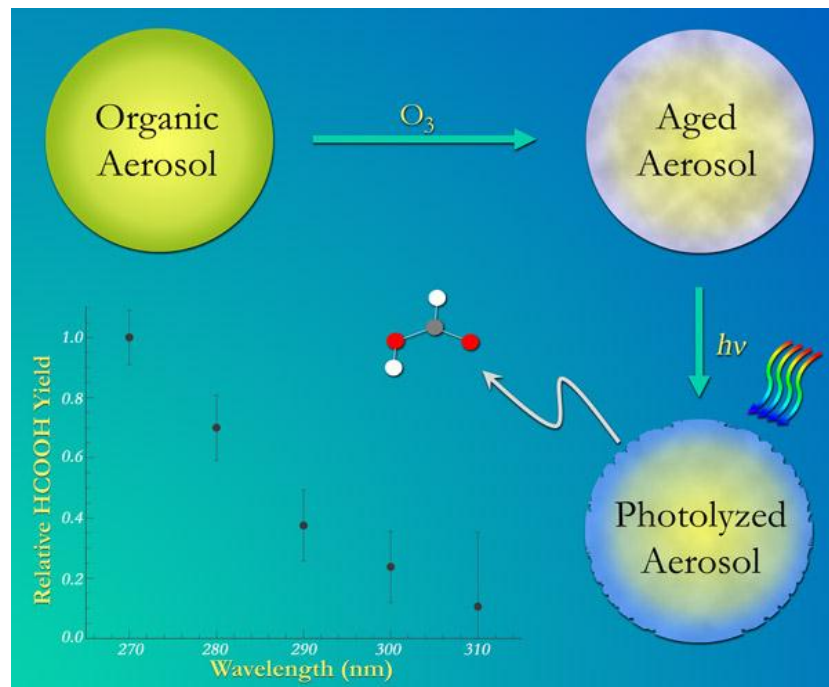 Organic
Aerosol
O₃
Aged
Aerosol
hν
Photolyzed
Aerosol
Relative HCOOH Yield
1.0
0.8
0.6
0.4
0.2
0.0
270
280
290
300
310
Wavelength (nm)